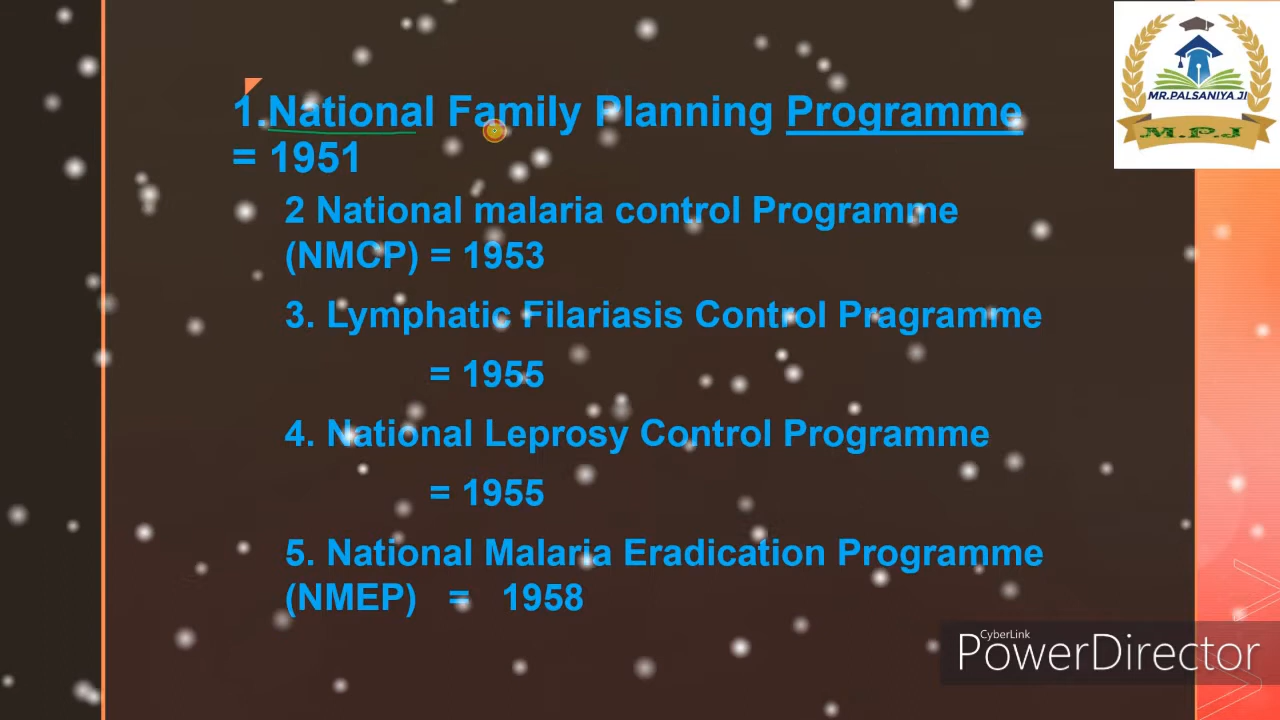 MR.PALSANIYA JI
M.P.J
1.National Family Planning Programme
= 1951
2 National malaria control Programme
(NMCP) = 1953
3. Lymphatic Filariasis Control Pragramme
= 1955
4. National Leprosy Control Programme
= 1955
5. National Malaria Eradication Programme
(NMEP) = 1958
CyberLink
PowerDirector